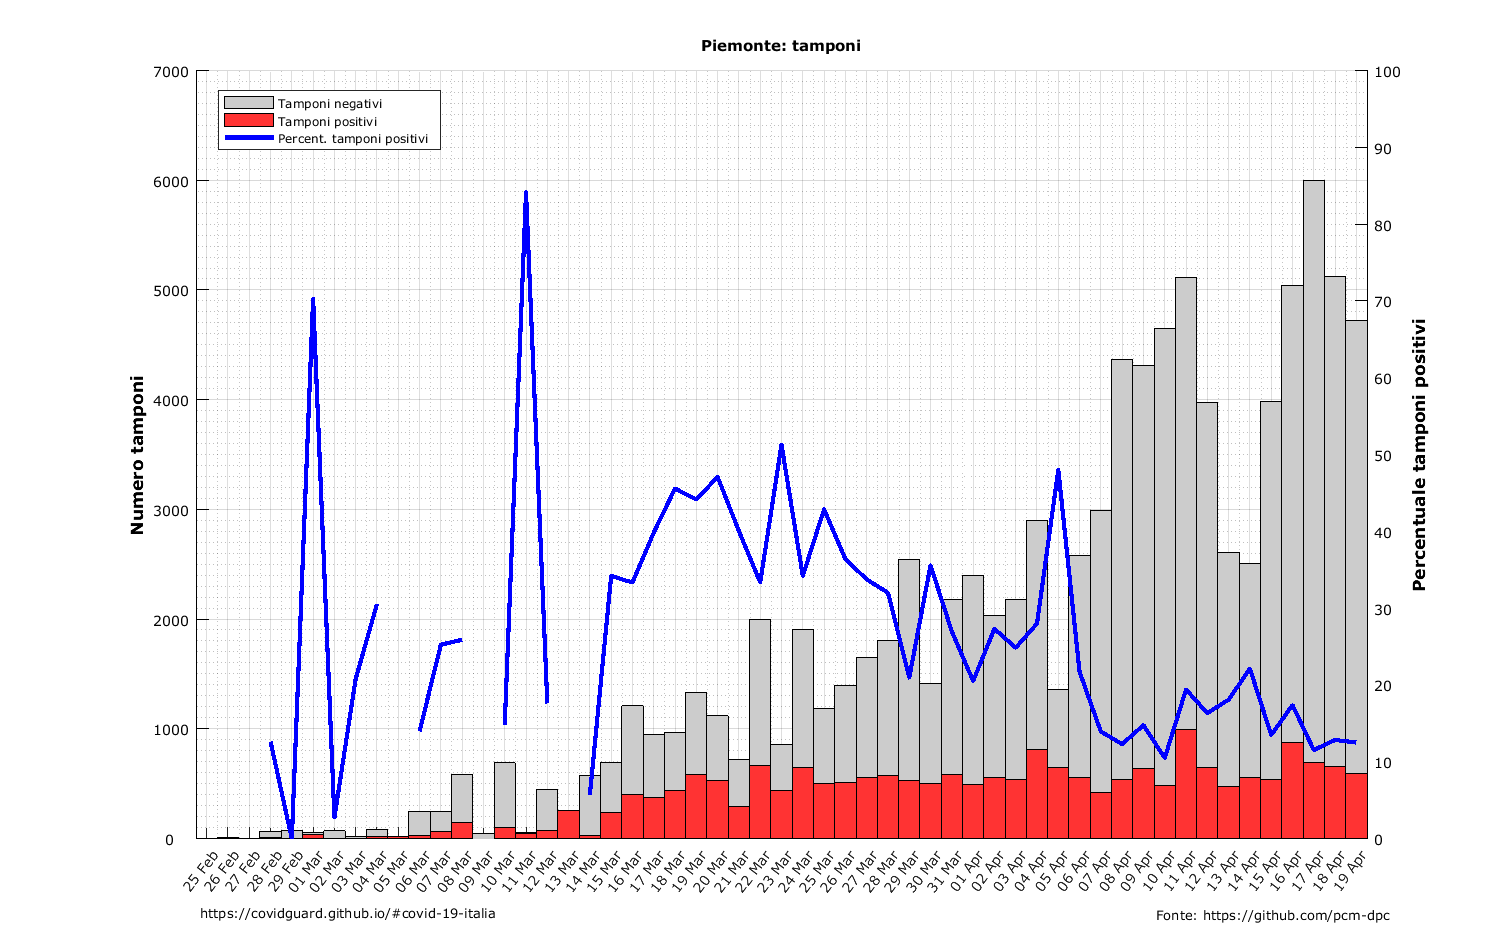 Piemonte: tamponi
7000
6000
5000
4000
3000
2000
1000
0
Numero tamponi
Tamponi negativi
Tamponi positivi
Percent. tamponi positivi
100
90
80
70
60
50
40
30
20
10
0
Percentuale tamponi positivi
25 Feb
26 Feb
27 Feb
28 Feb
29 Feb
01 Mar
02 Mar
03 Mar
04 Mar
05 Mar
06 Mar
07 Mar
08 Mar
09 Mar
10 Mar
11 Mar
12 Mar
13 Mar
14 Mar
15 Mar
16 Mar
17 Mar
18 Mar
19 Mar
20 Mar
21 Mar
22 Mar
23 Mar
24 Mar
25 Mar
26 Mar
27 Mar
28 Mar
29 Mar
30 Mar
31 Mar
01 Apr
02 Apr
03 Apr
04 Apr
05 Apr
06 Apr
07 Apr
08 Apr
09 Apr
10 Apr
11 Apr
12 Apr
13 Apr
14 Apr
15 Apr
16 Apr
17 Apr
18 Apr
19 Apr
https://covidguard.github.io/#covid-19-italia
Fonte: https://github.com/pcm-dpc